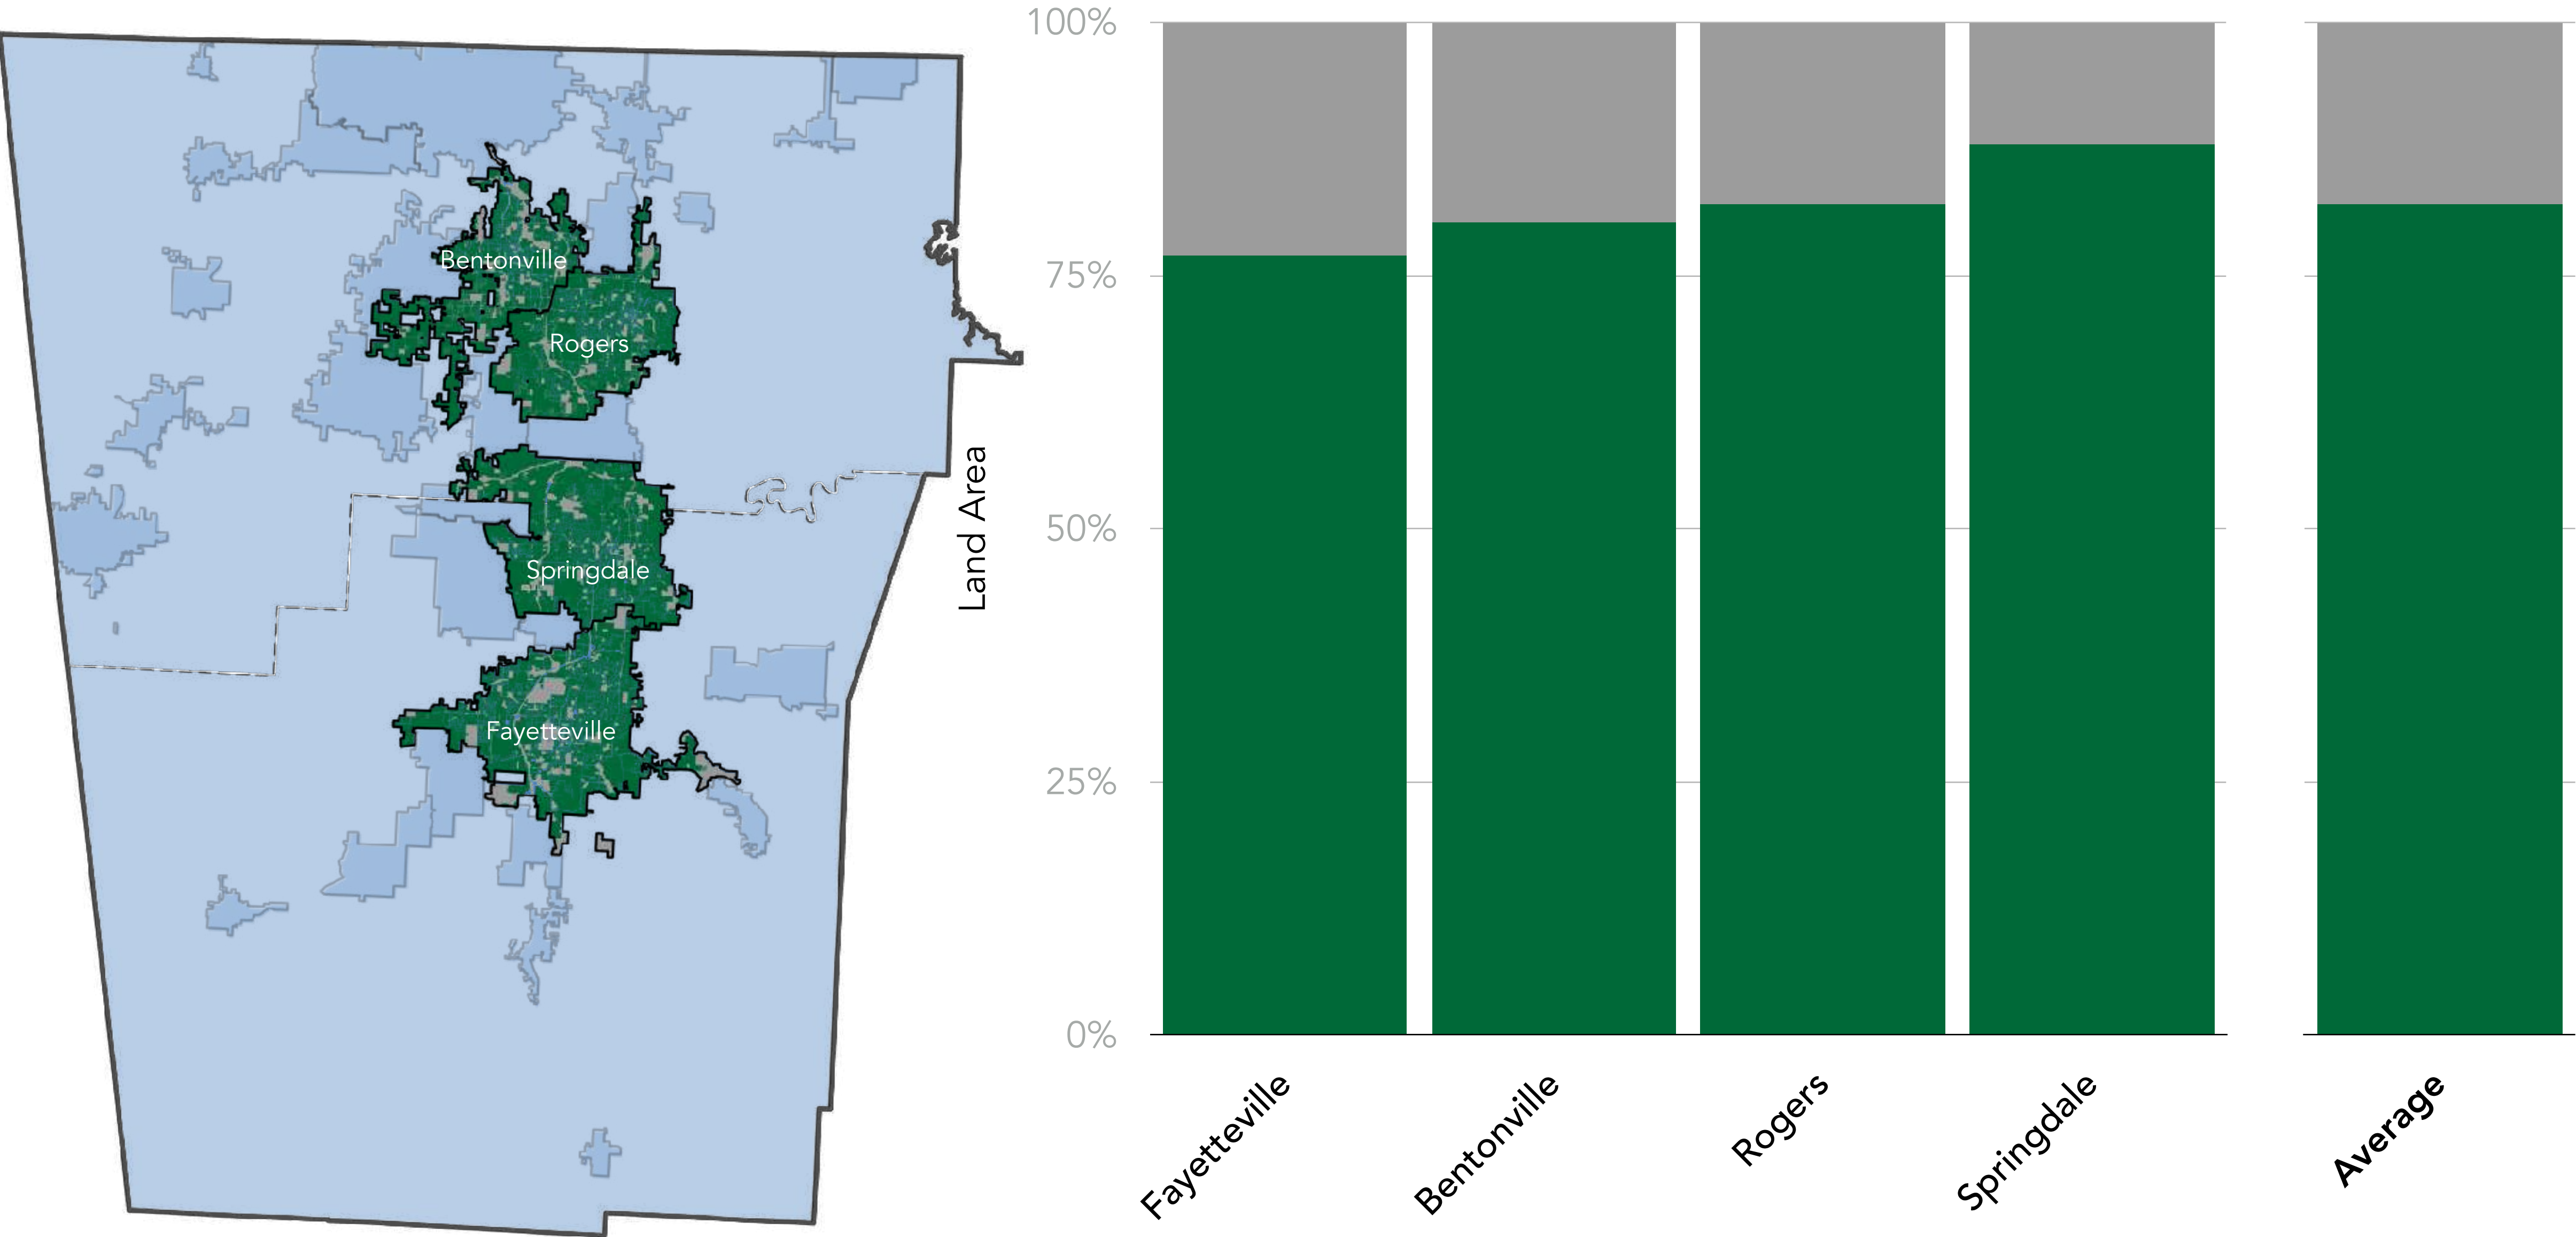 Bentonville
Rogers
Springdale
Fayetteville
Land Area
100%
75%
50%
25%
0%
Fayetteville
Bentonville
Rogers
Springdale
Average